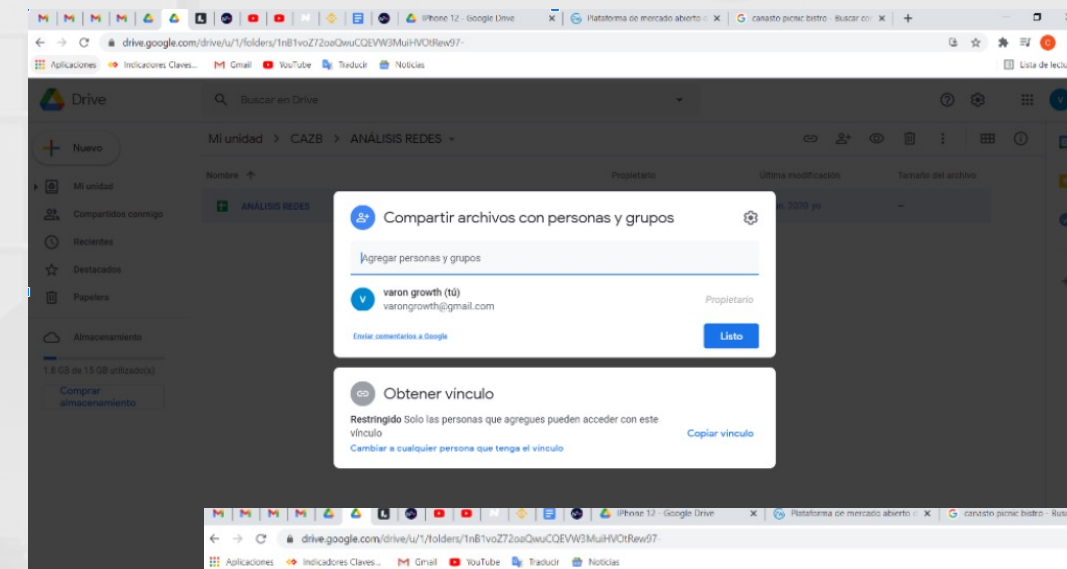 iPhone 12 - Google Drive
Plataforma de mercado abierto
canasto picnic bistro - Buscar co
drive.google.com/drive/u/1/folders/1nB1voZ72oaQwuCQEVW3MuiHVOtRew97-
Aplicaciones
Indicadores Claves...
Gmail
YouTube
Traducir
Noticias
Lista de lectu
Drive
Buscar en Drive
Nuevo
Mi unidad > CAZB > ANÁLISIS REDES
Nombre
Propietario
Última modificación
Tamaño del archivo
ANÁLISIS REDES
2020 yo
Mi unidad
Compartidos conmigo
Recientes
Destacados
Papelera
Almacenamiento
1,6 GB de 15 GB utilizado(s)
Comprar
almacenamiento
Compartir archivos con personas y grupos
Agregar personas y grupos
V
varon growth (tú)
varongrowth@gmail.com
Propietario
Enviar comentarios a Google
Listo
Obtener vínculo
Restringido Solo las personas que agregues pueden acceder con este
vínculo
Copiar vínculo
Cambiar a cualquier persona que tenga el vínculo
iPhone 12 - Google Drive
Plataforma de mercado abierto
canasto picnic bistro - Bus
drive.google.com/drive/u/1/folders/1nB1voZ72oaQwuCQEVW3MuiHVOtRew97-
Aplicaciones
Indicadores Claves...
Gmail
YouTube
Traducir
Noticias